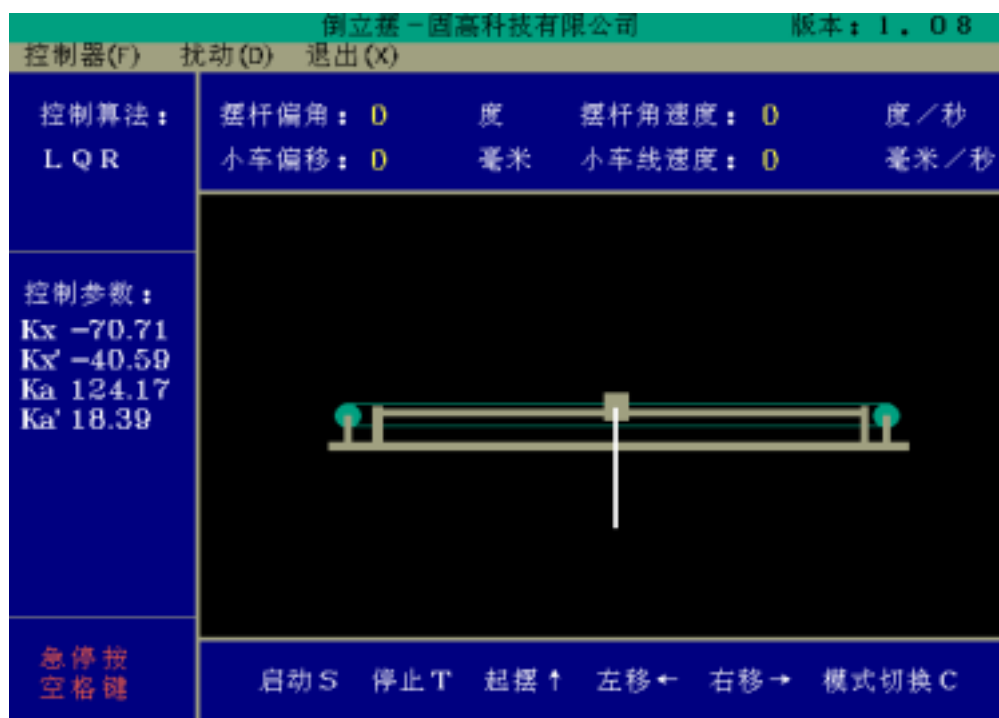 倒立摆－固高科技有限公司 版本：1．08
控制器(F) 扰动(D) 退出(X)
控制算法：
LQR
摆杆偏角：0 度 摆杆角速度：0 度／秒
小车偏移：0 毫米 小车线速度：0 毫米／秒
控制参数：
Kx -70.71
Kx' -40.59
Ka 124.17
Ka' 18.39
急停按
空格键
启动S 停止T 起摆↑ 左移← 右移→ 模式切换C